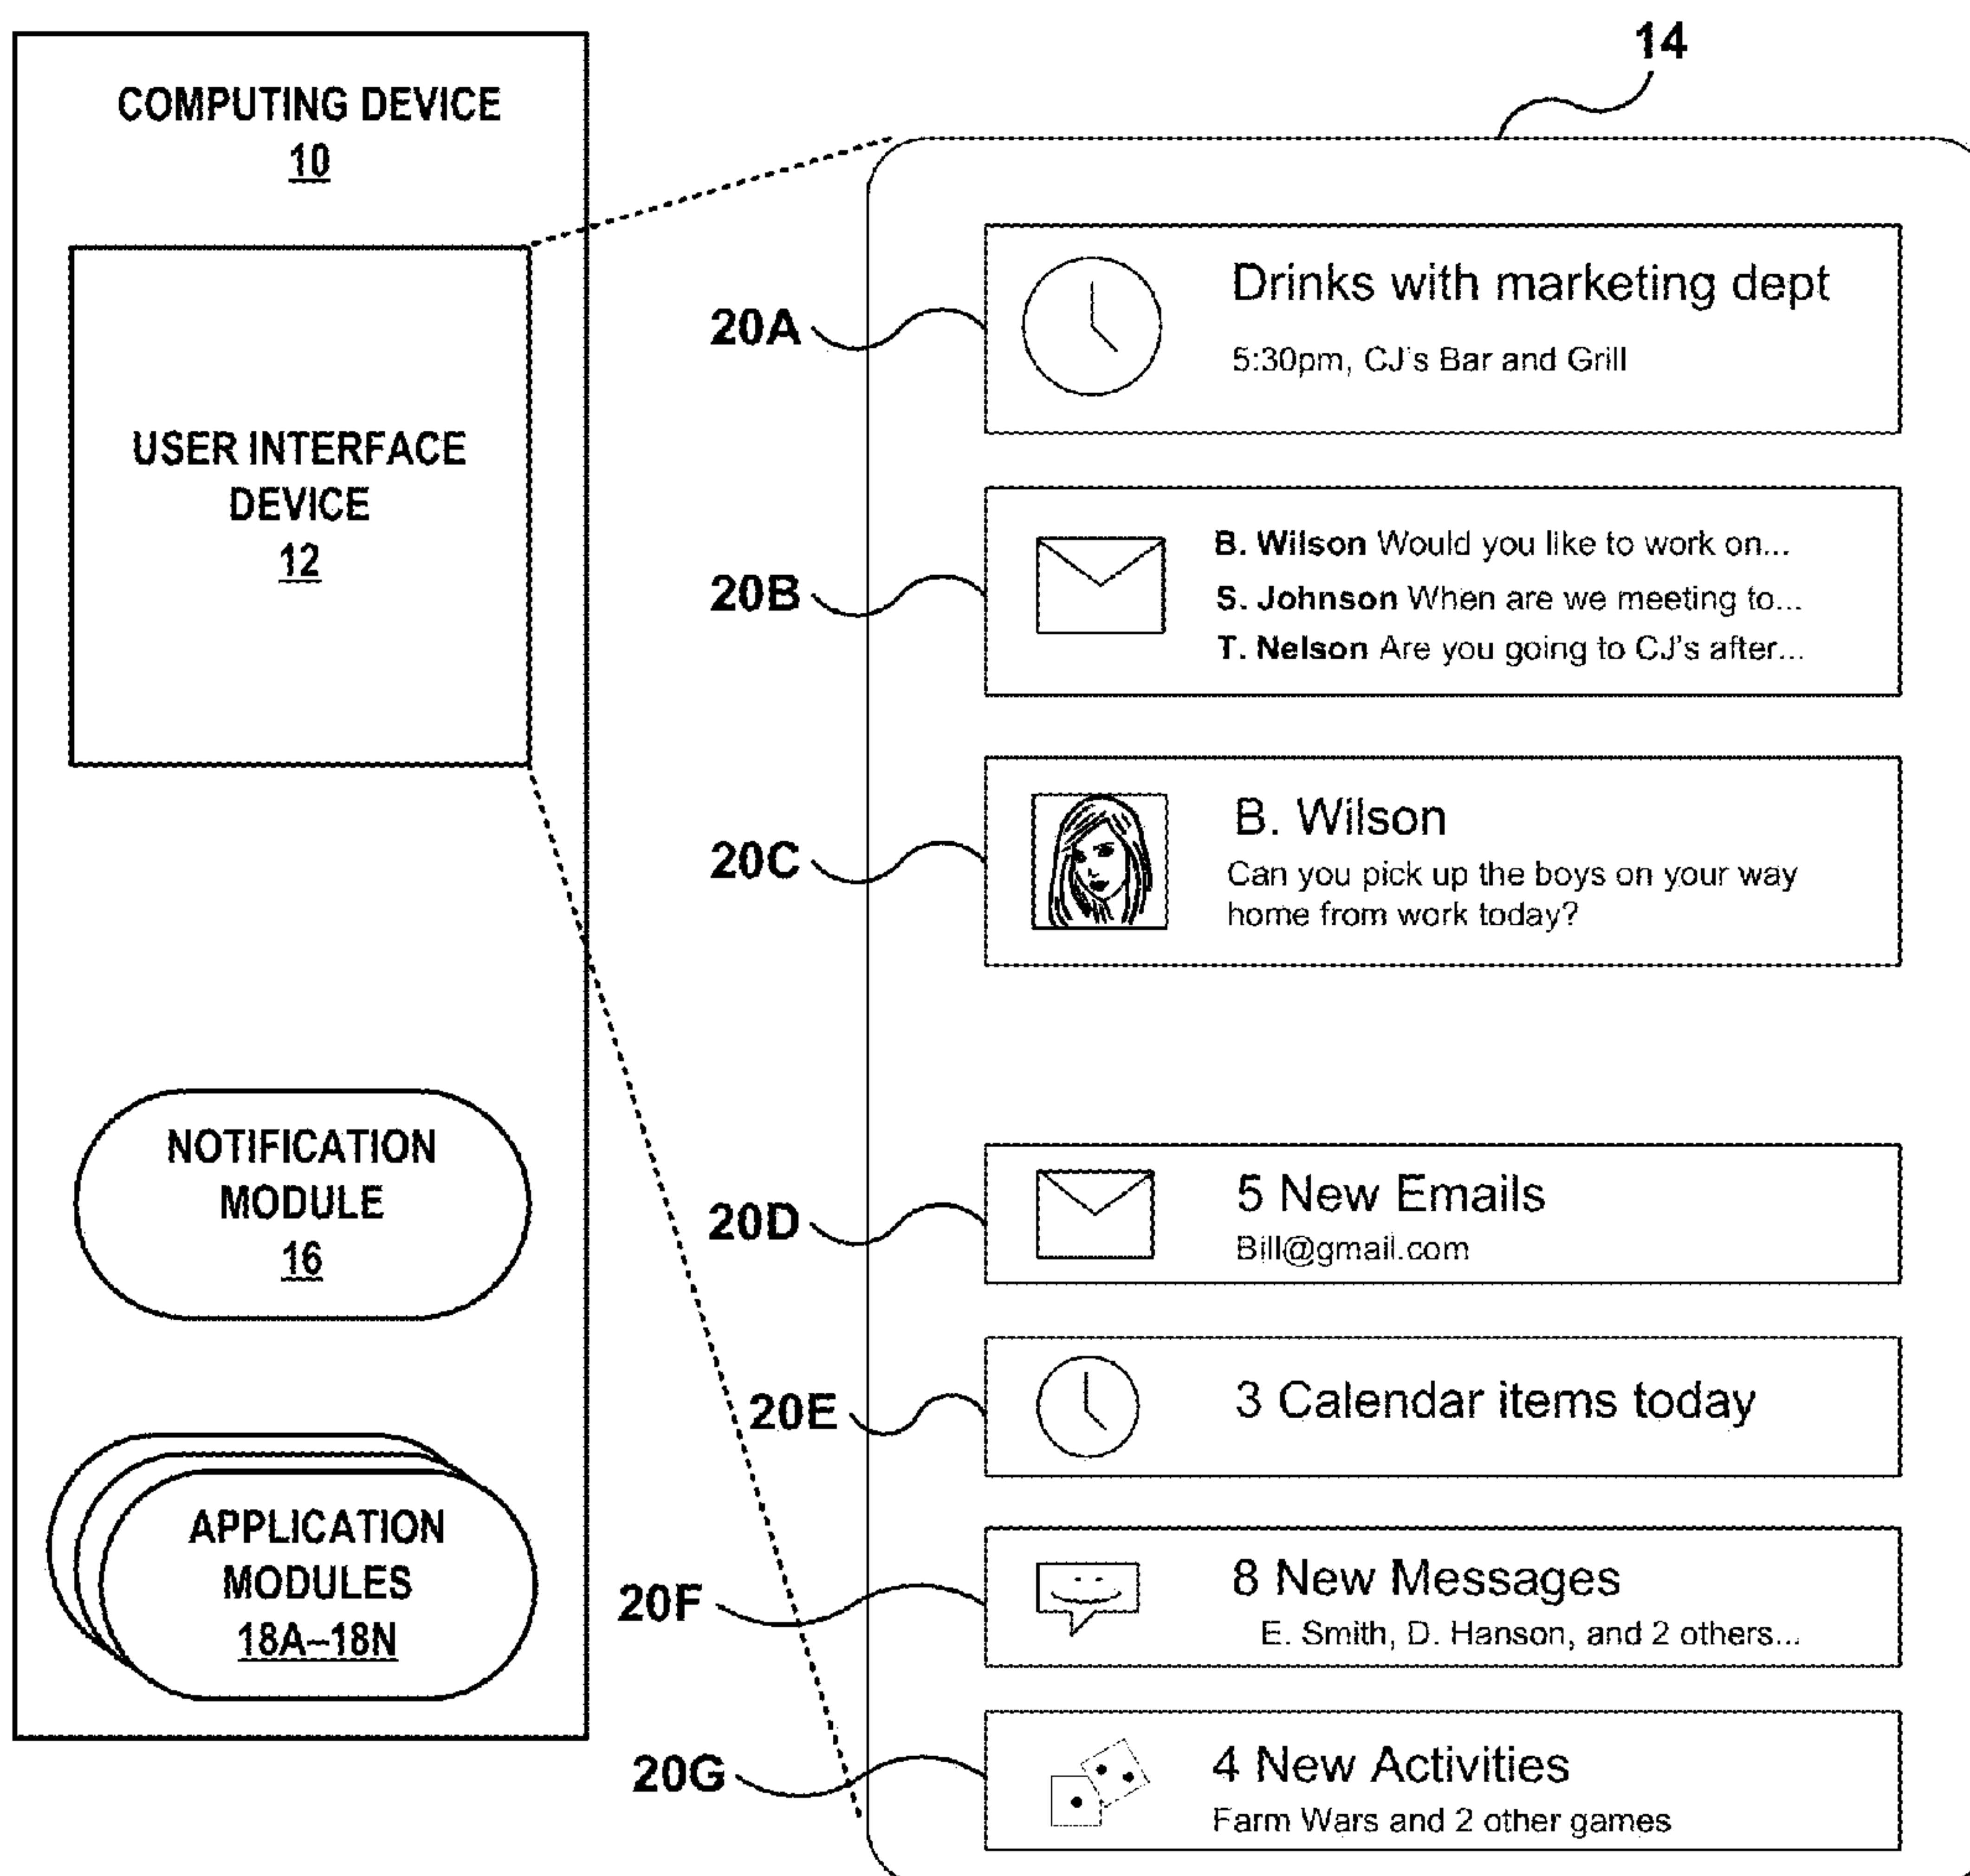 COMPUTING DEVICE
10
USER INTERFACE
DEVICE
12
NOTIFICATION
MODULE
16
APPLICATION
MODULES
18A–18N
14
20A
Drinks with marketing dept
5:30pm, CJ's Bar and Grill
20B
B. Wilson Would you like to work on...
S. Johnson When are we meeting to...
T. Nelson Are you going to CJ's after...
20C
B. Wilson
Can you pick up the boys on your way
home from work today?
20D
5 New Emails
Bill@gmail.com
20E
3 Calendar items today
20F
8 New Messages
E. Smith, D. Hanson, and 2 others...
20G
4 New Activities
Farm Wars and 2 other games